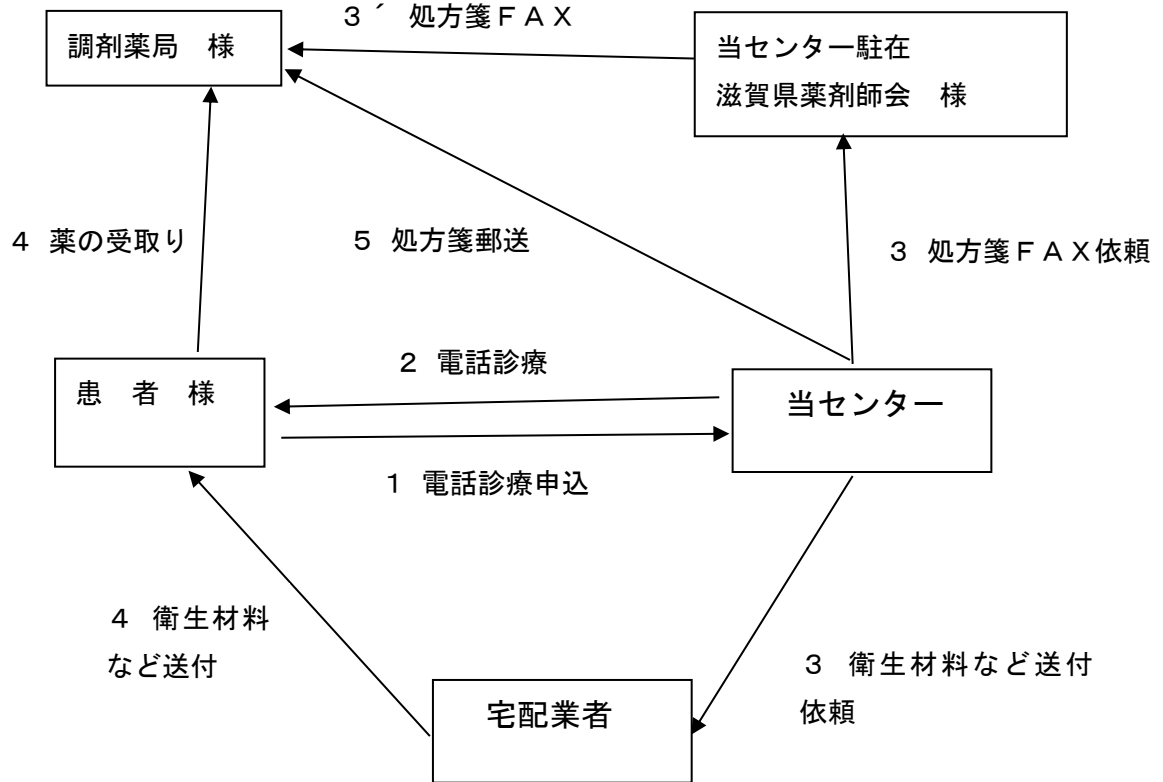 3´ 処方箋FAX
調剤薬局 様
当センター駐在
滋賀県薬剤師会 様
4 薬の受取り
5 処方箋郵送
3 処方箋FAX依頼
2 電話診療
患 者 様
当センター
1 電話診療申込
4 衛生材料
など送付
3 衛生材料など送付
依頼
宅配業者